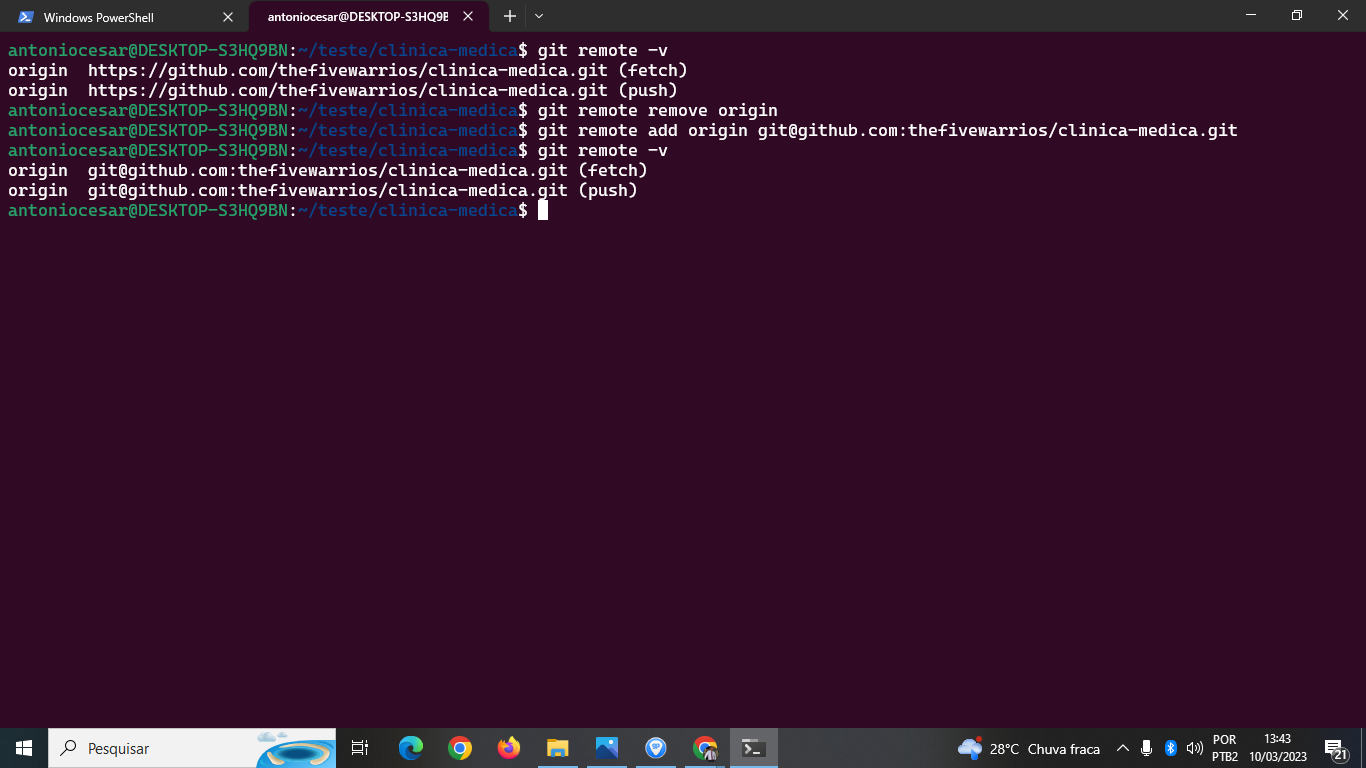 Windows PowerShell
antoniocesar@DESKTOP-S3HQ9B
antoniocesar@DESKTOP-S3HQ9BN:~/teste/clinica-medica$ git remote -v
origin  https://github.com/thefivewarrios/clinica-medica.git (fetch)
origin  https://github.com/thefivewarrios/clinica-medica.git (push)
antoniocesar@DESKTOP-S3HQ9BN:~/teste/clinica-medica$ git remote remove origin
antoniocesar@DESKTOP-S3HQ9BN:~/teste/clinica-medica$ git remote add origin git@github.com:thefivewarrios/clinica-medica.git
antoniocesar@DESKTOP-S3HQ9BN:~/teste/clinica-medica$ git remote -v
origin  git@github.com:thefivewarrios/clinica-medica.git (fetch)
origin  git@github.com:thefivewarrios/clinica-medica.git (push)
antoniocesar@DESKTOP-S3HQ9BN:~/teste/clinica-medica$
Pesquisar
28°C Chuva fraca
POR
PTB2
13:43
10/03/2023
21